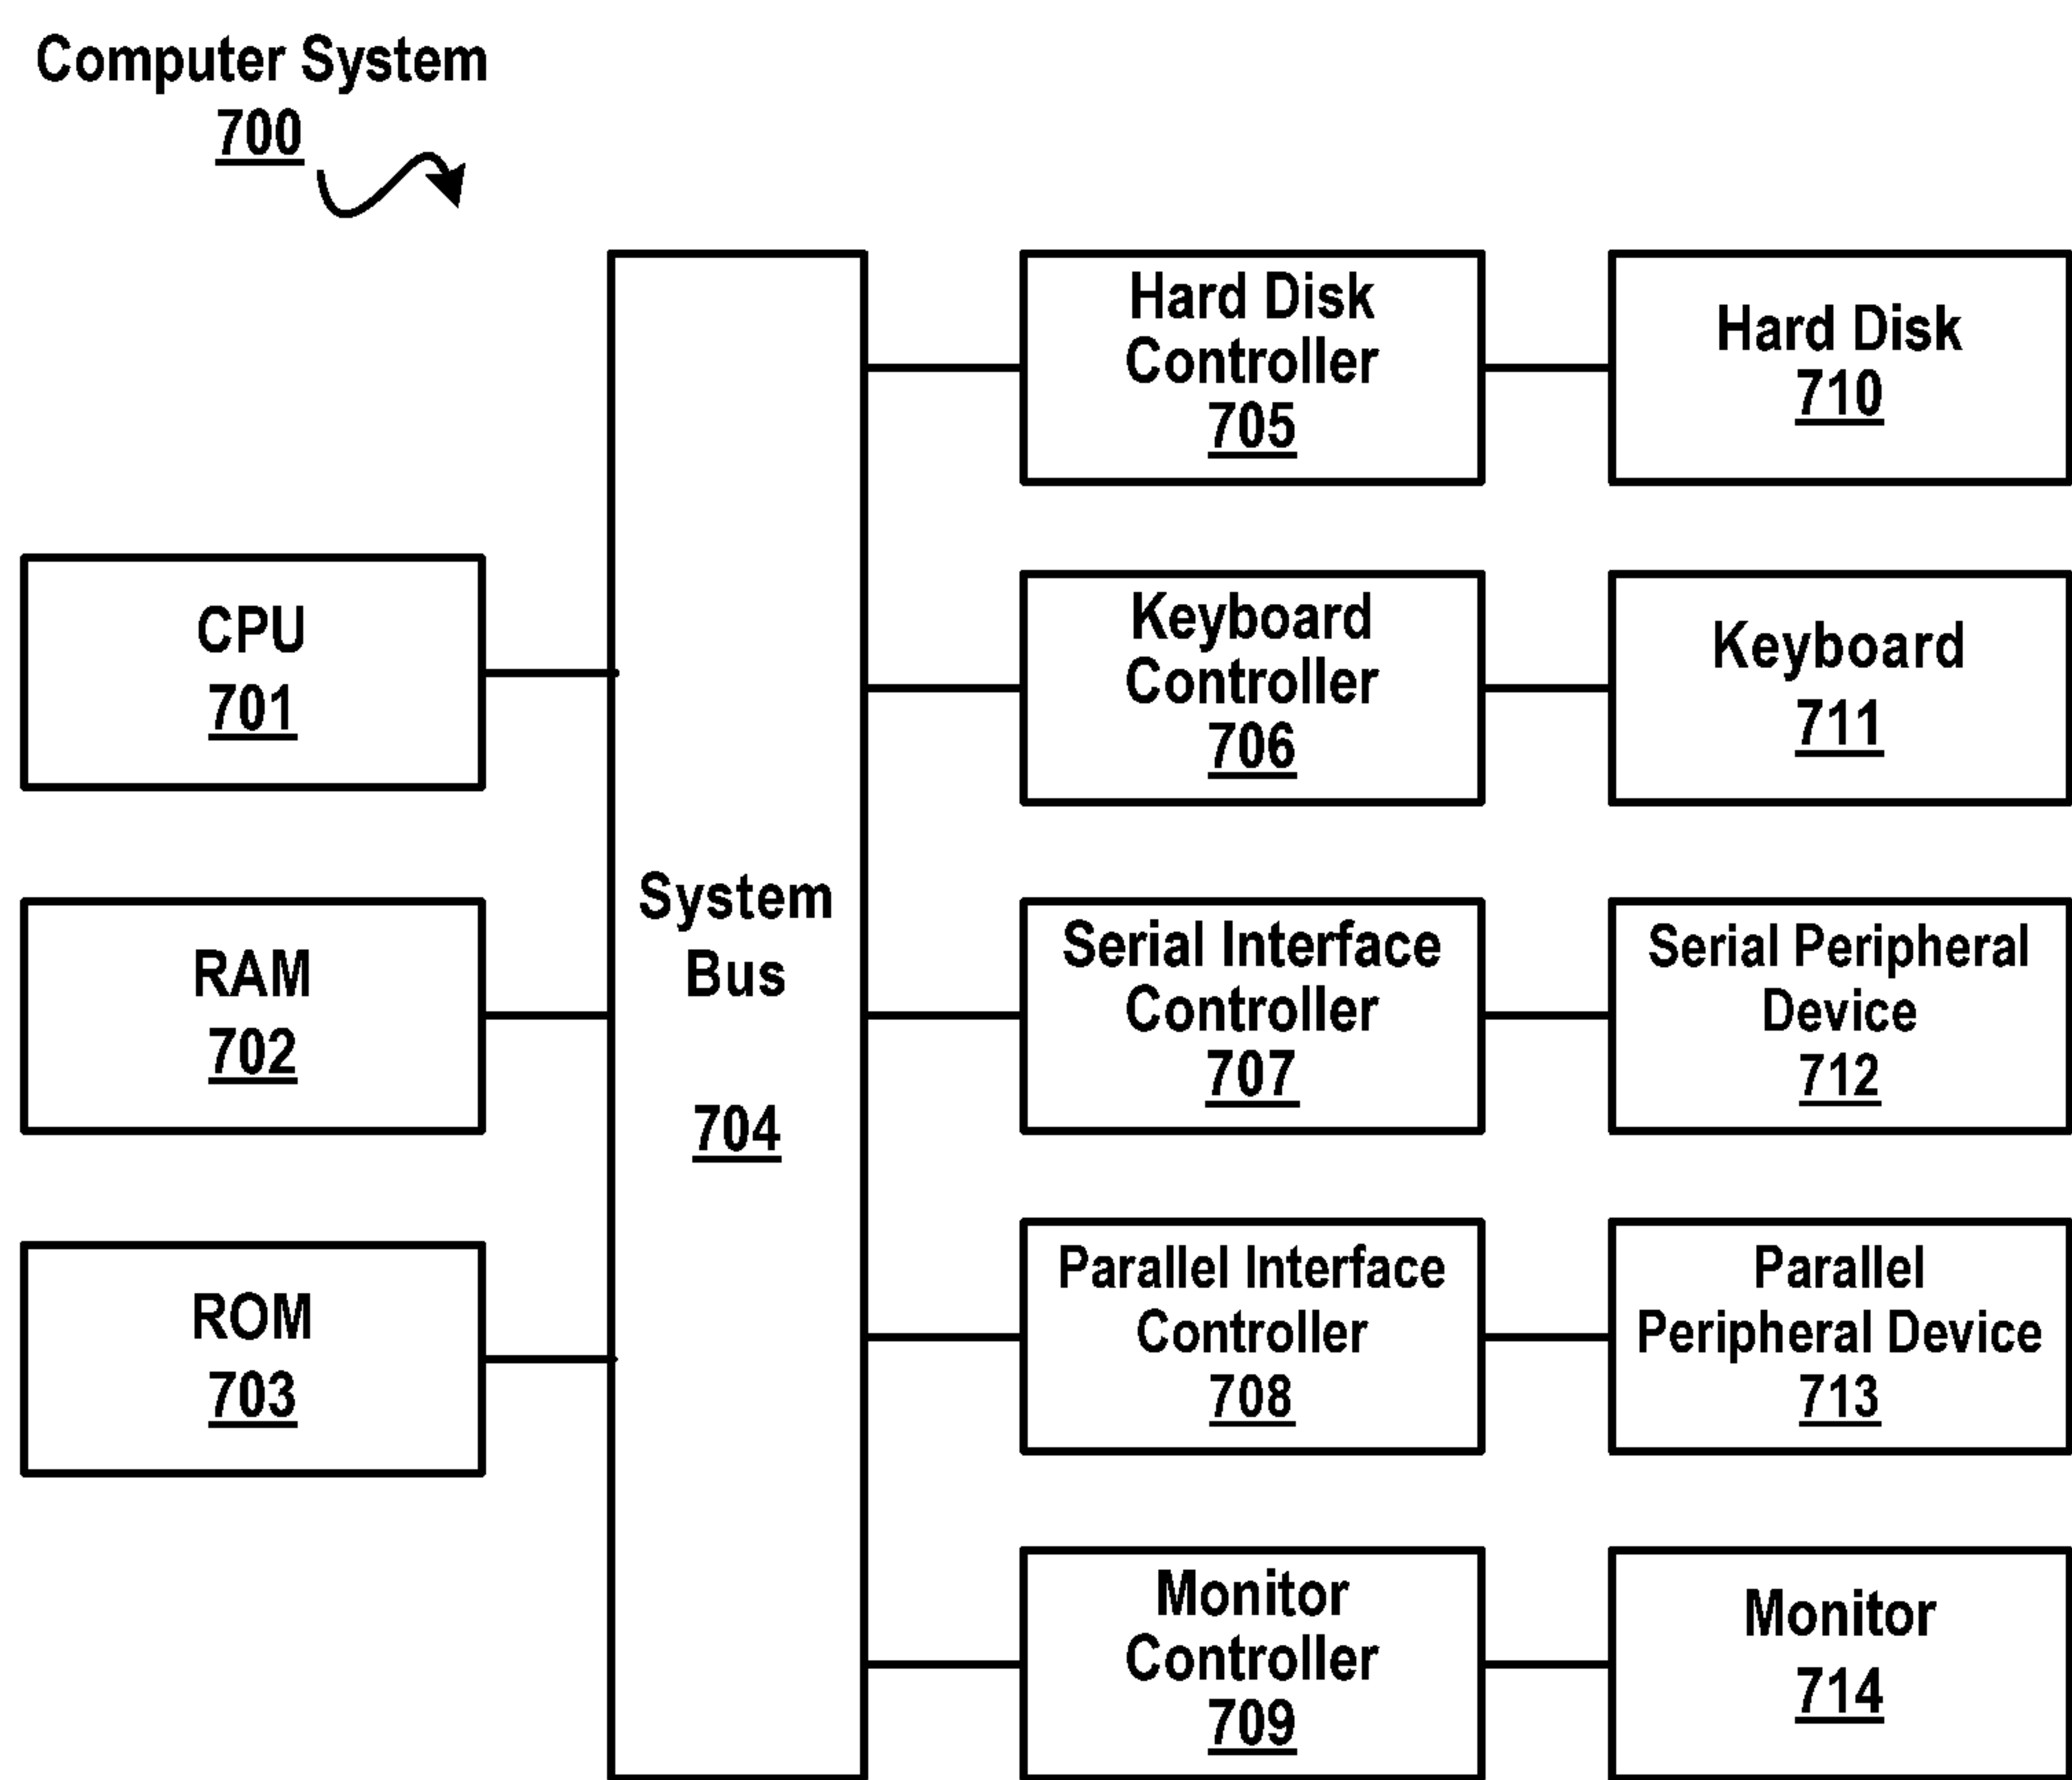 Computer System
700
CPU
701
RAM
702
ROM
703
System
Bus
704
Hard Disk
Controller
705
Hard Disk
710
Keyboard
Controller
706
Keyboard
711
Serial Interface
Controller
707
Serial Peripheral
Device
712
Parallel Interface
Controller
708
Parallel
Peripheral Device
713
Monitor
Controller
709
Monitor
714